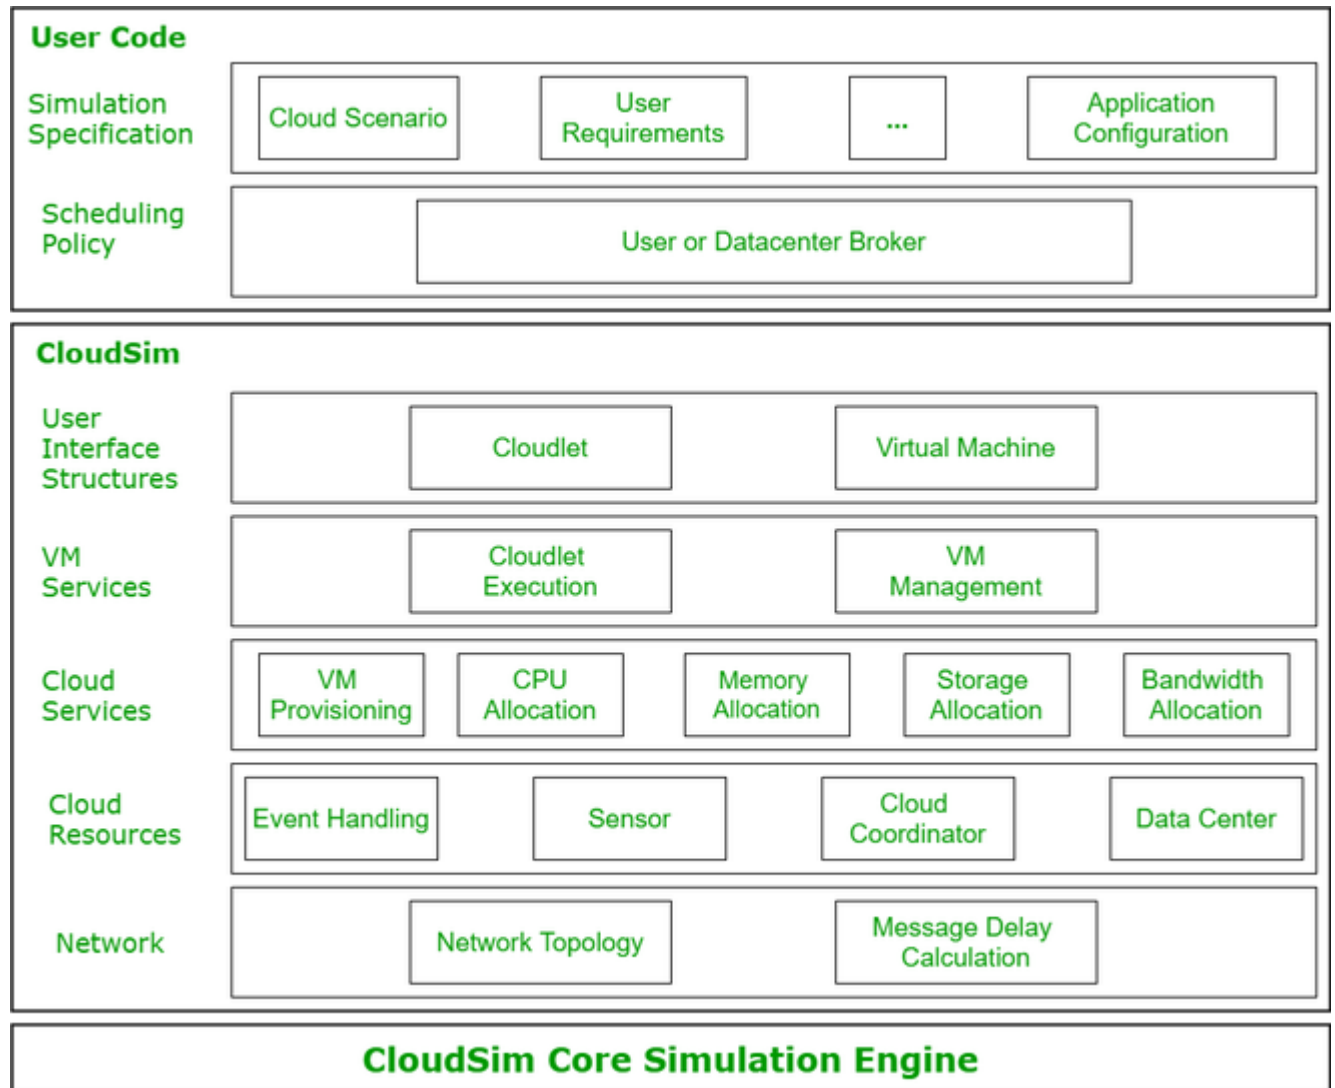 User Code
Simulation
Specification
Cloud Scenario
User
Requirements
...
Application
Configuration
Scheduling
Policy
User or Datacenter Broker
CloudSim
User
Interface
Structures
Cloudlet
Virtual Machine
VM
Services
Cloudlet
Execution
VM
Management
Cloud
Services
VM
Provisioning
CPU
Allocation
Memory
Allocation
Storage
Allocation
Bandwidth
Allocation
Cloud
Resources
Event Handling
Sensor
Cloud
Coordinator
Data Center
Network
Network Topology
Message Delay
Calculation
CloudSim Core Simulation Engine